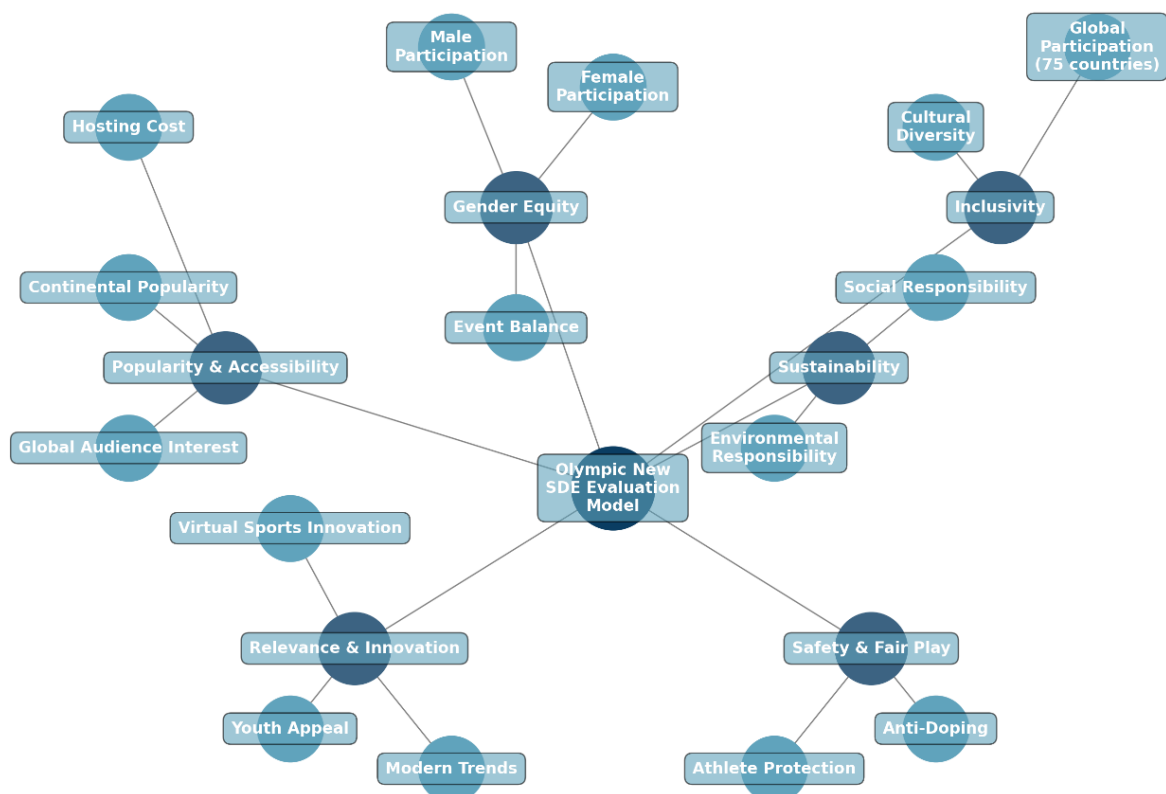 Male
Participation
Global
Participation
(75 countries)
Female
Participation
Hosting Cost
Cultural
Diversity
Gender Equity
Inclusivity
Continental Popularity
Social Responsibility
Event Balance
Popularity & Accessibility
Sustainability
Global Audience Interest
Environmental
Responsibility
Olympic New
SDE Evaluation
Model
Virtual Sports Innovation
Relevance & Innovation
Safety & Fair Play
Youth Appeal
Anti-Doping
Modern Trends
Athlete Protection